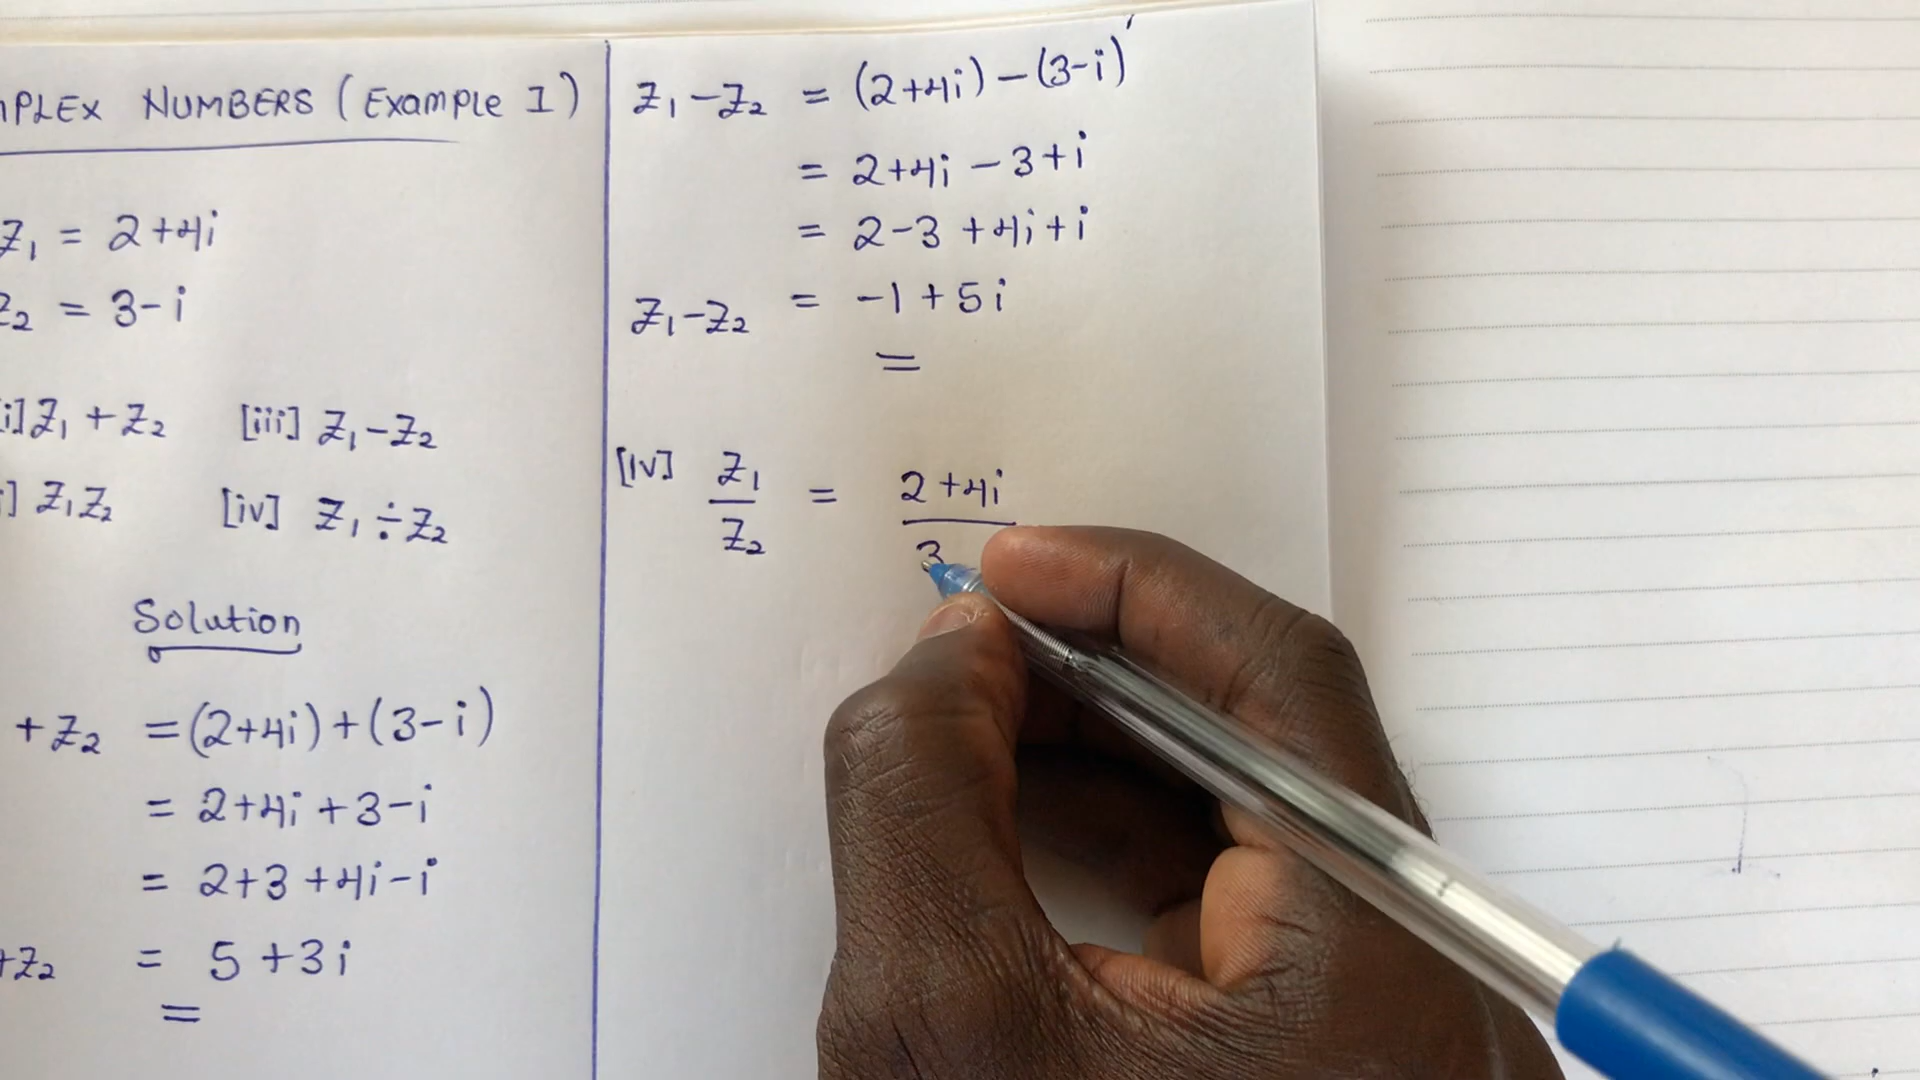 NUMBERS (Example 1)
Z₁ = 2+4i
Z₂ = 3-i
i] Z₁ + Z₂ [iii] Z₁-Z₂
] Z₁Z₂ [iv] Z₁ ÷ Z₂
Solution
+Z₂ = (2+4i) + (3-i)
= 2+4i + 3-i
= 2+3 +4i-i
+Z₂ = 5 +3i
=
Z₁-Z₂ = (2+4i) - (3-i)
= 2+4i - 3+i
= 2-3 +4i+i
Z₁-Z₂ = -1 + 5i
=
[iv] Z₁/Z₂ = 2+4i/3